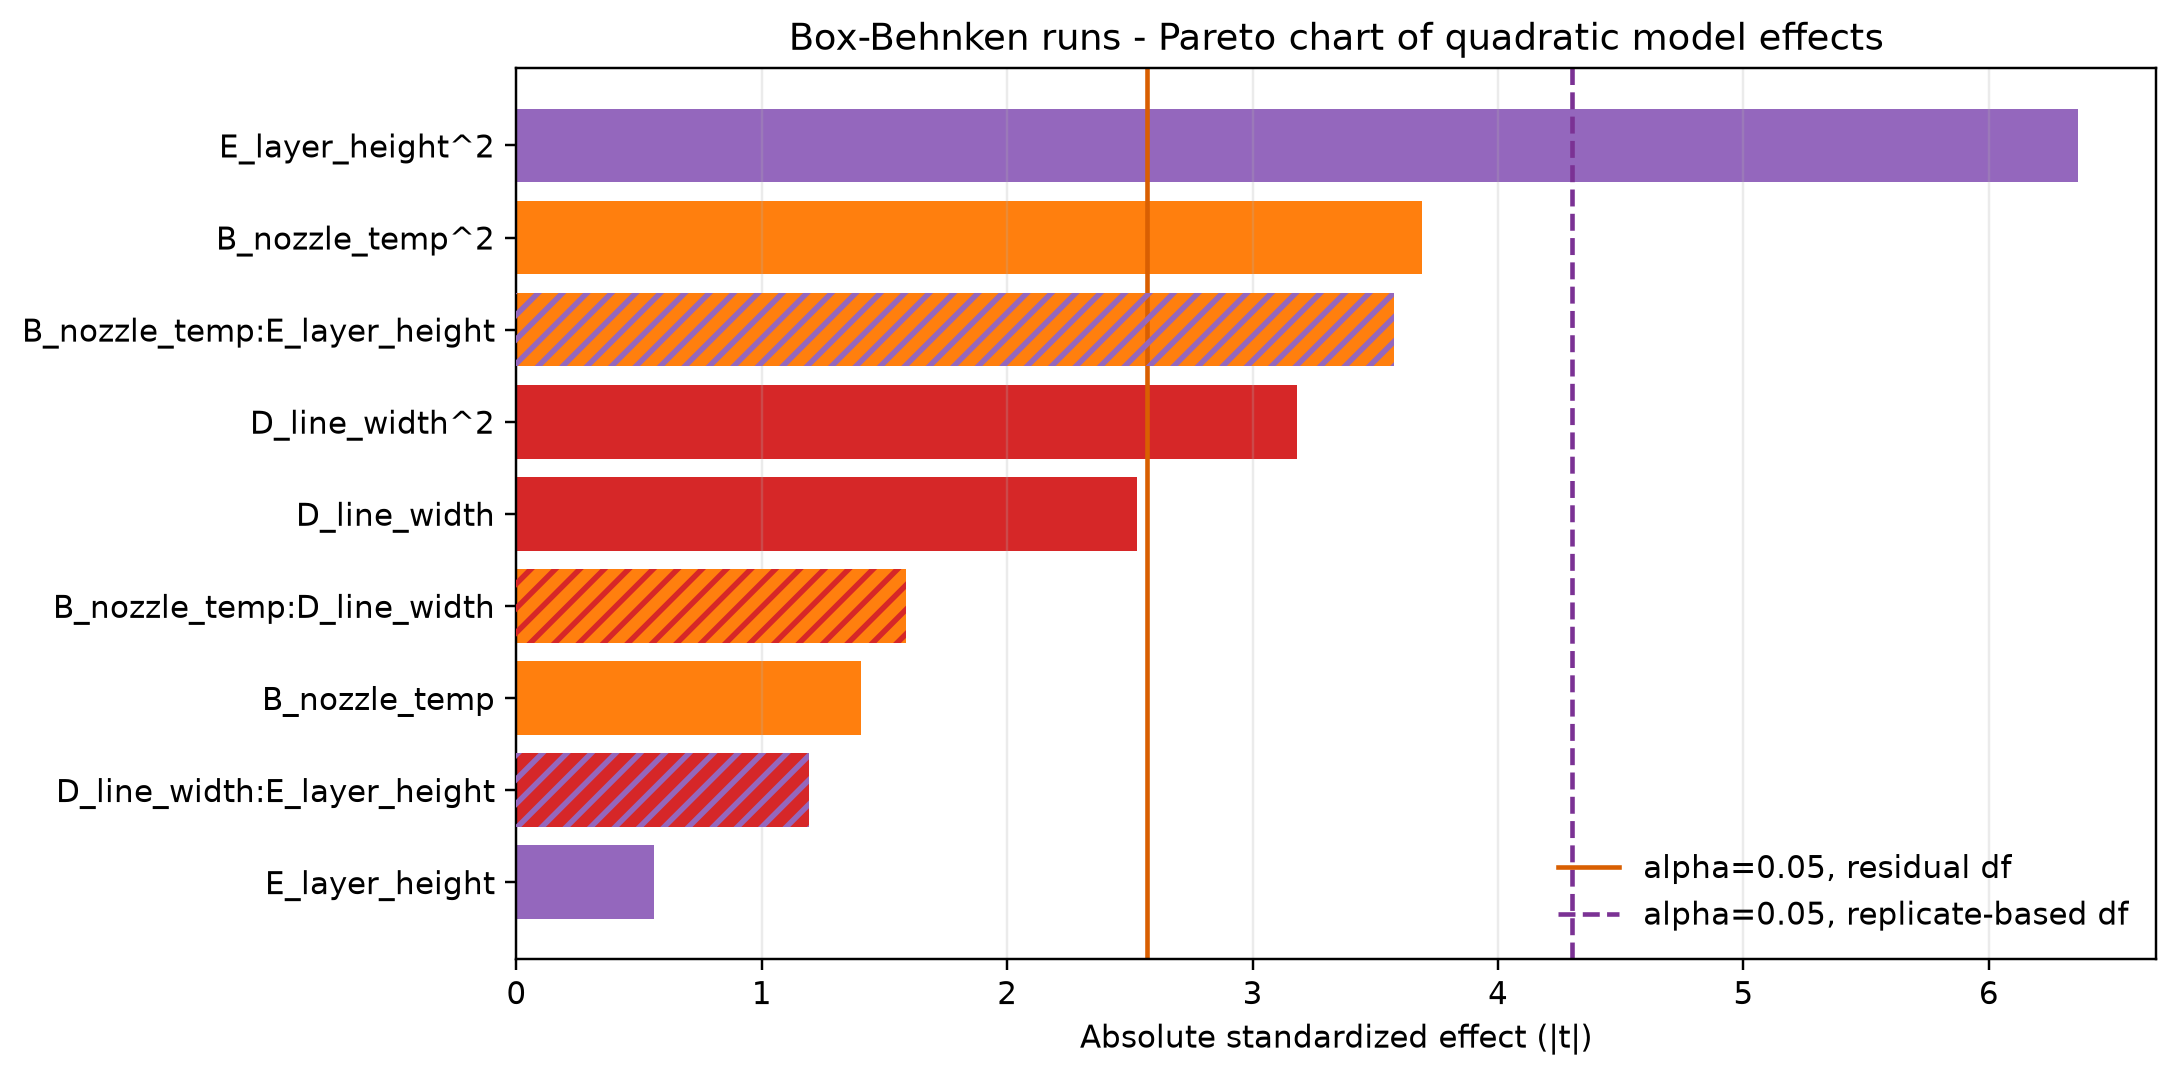 Box-Behnken runs - Pareto chart of quadratic model effects
E_layer_height^2
B_nozzle_temp^2
B_nozzle_temp:E_layer_height
D_line_width^2
D_line_width
B_nozzle_temp:D_line_width
B_nozzle_temp
D_line_width:E_layer_height
E_layer_height
alpha=0.05, residual df
alpha=0.05, replicate-based df
0 1 2 3 4 5 6
Absolute standardized effect (|t|)